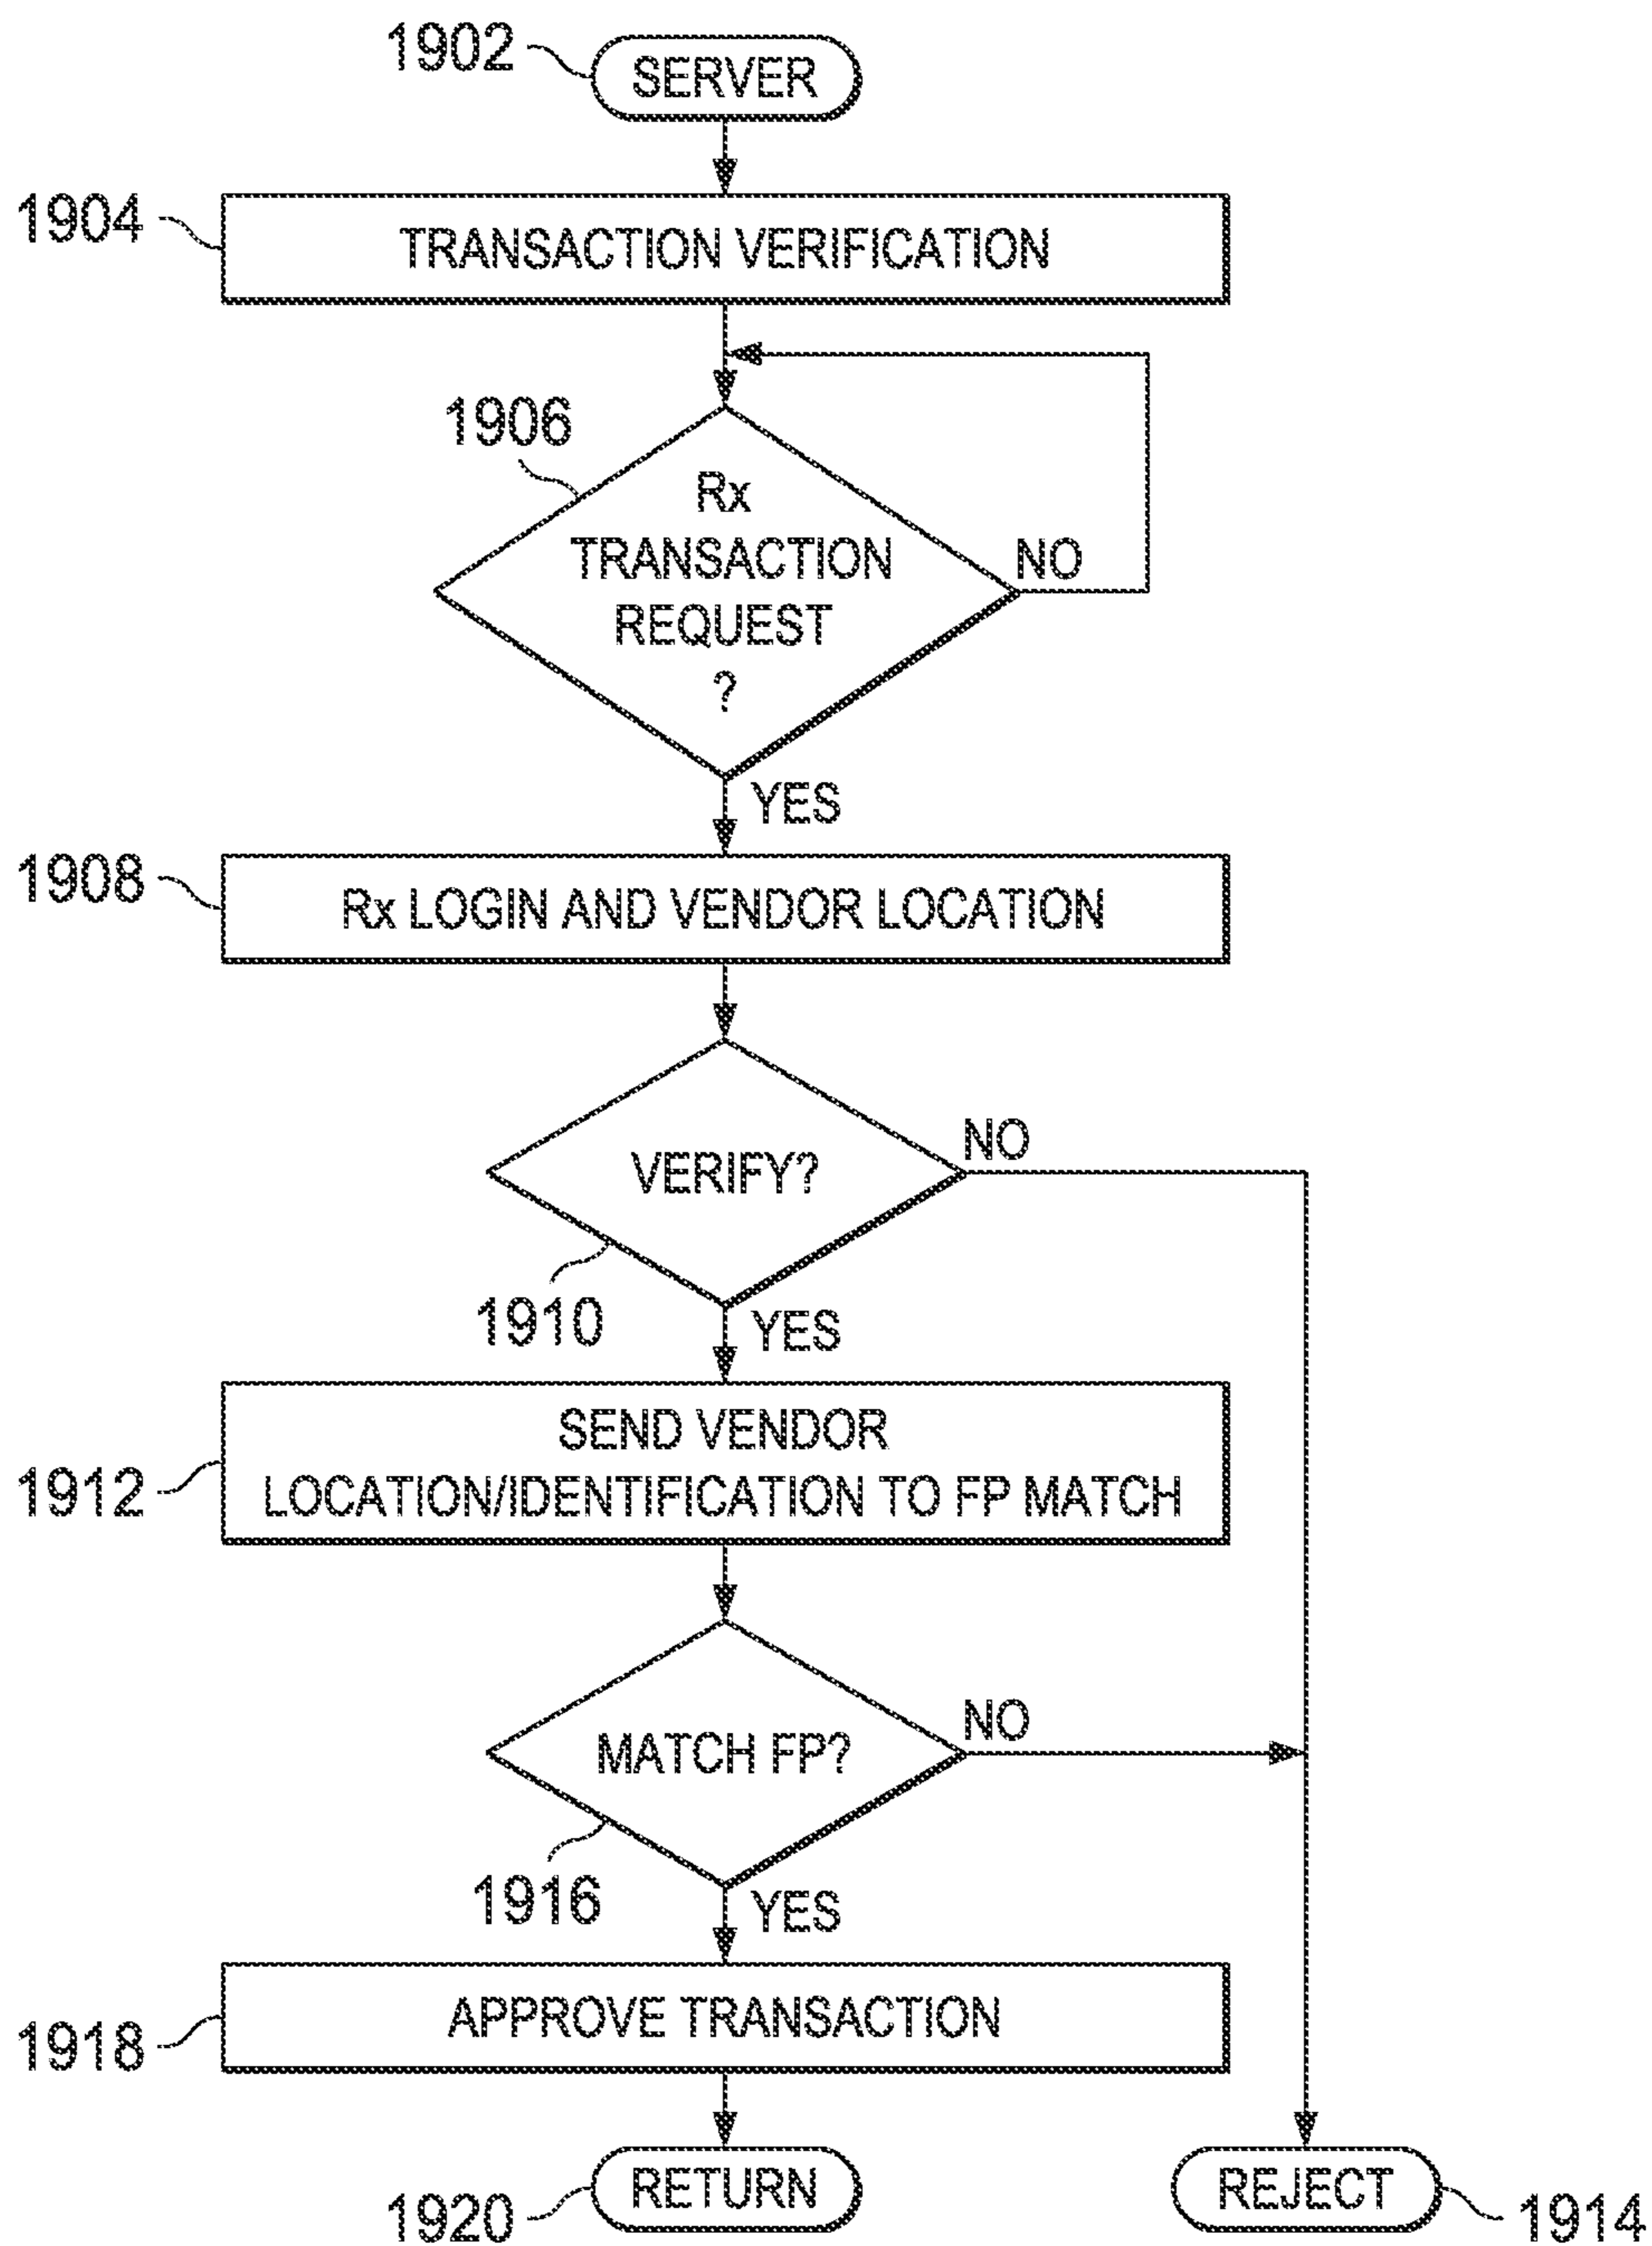 1902
SERVER
1904
TRANSACTION VERIFICATION
1906
Rx
TRANSACTION
REQUEST
?
NO
YES
1908
Rx LOGIN AND VENDOR LOCATION
VERIFY?
NO
1910
YES
1912
SEND VENDOR
LOCATION/IDENTIFICATION TO FP MATCH
MATCH FP?
NO
1916
YES
1918
APPROVE TRANSACTION
1920
RETURN
REJECT
1914